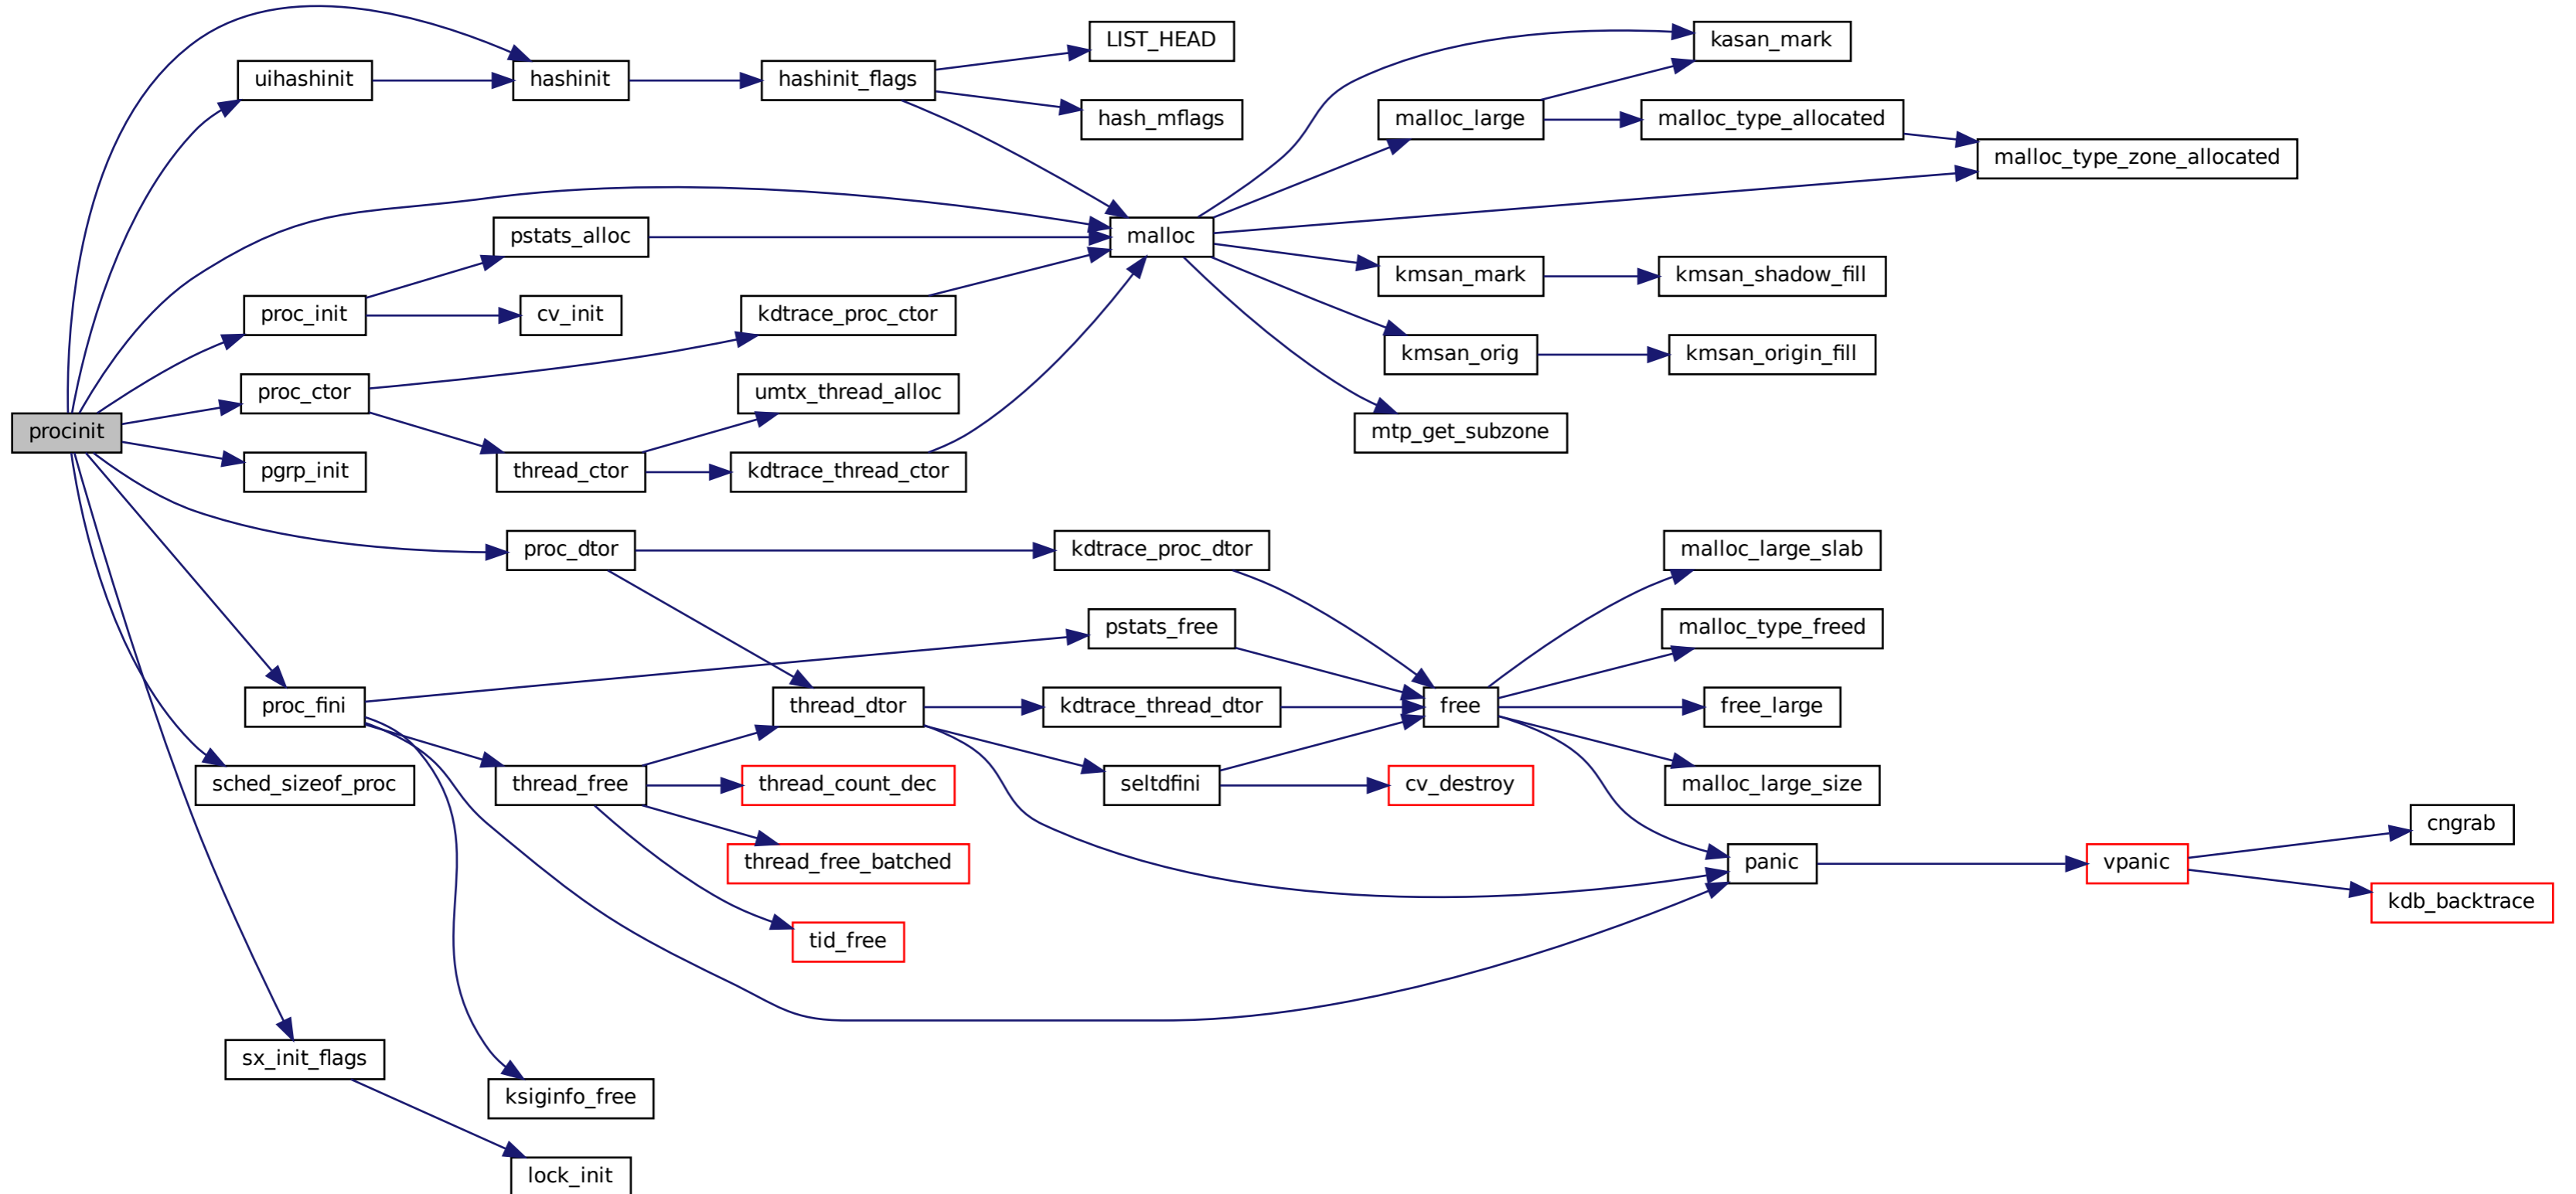 LIST_HEAD
kasan_mark
uihashinit
hashinit
hashinit_flags
hash_mflags
malloc_large
malloc_type_allocated
malloc_type_zone_allocated
pstats_alloc
malloc
kmsan_mark
kmsan_shadow_fill
proc_init
cv_init
kdtrace_proc_ctor
kmsan_orig
kmsan_origin_fill
proc_ctor
umtx_thread_alloc
procinit
mtp_get_subzone
pgrp_init
thread_ctor
kdtrace_thread_ctor
proc_dtor
kdtrace_proc_dtor
malloc_large_slab
pstats_free
malloc_type_freed
proc_fini
thread_dtor
kdtrace_thread_dtor
free
free_large
sched_sizeof_proc
thread_free
thread_count_dec
seltdfini
cv_destroy
malloc_large_size
cngrab
thread_free_batched
panic
vpanic
kdb_backtrace
tid_free
sx_init_flags
ksiginfo_free
lock_init